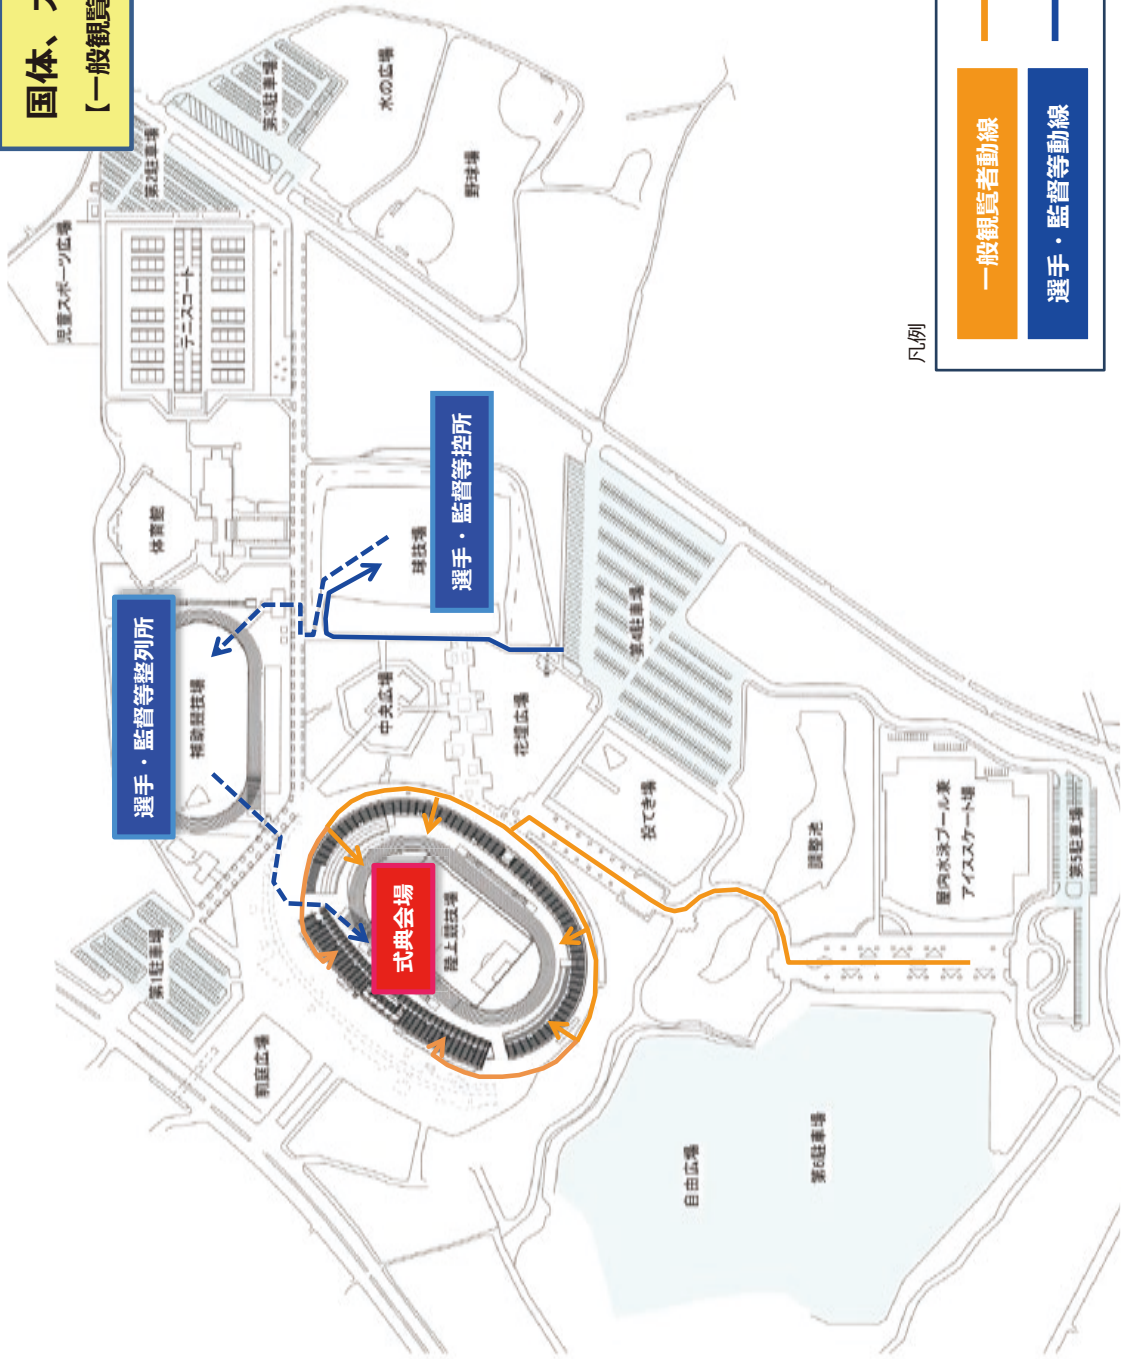 国体、
【一般観覧
児童スポーツ広場
第2駐車場
第3駐車場
水の広場
テニスコート
野球場
体育館
選手・監督等控所
球技場
選手・監督等整列所
補助競技場
中央広場
花壇広場
第4駐車場
投てき場
調整池
屋内水泳プール兼
アイススケート場
第5駐車場
第1駐車場
式典会場
陸上競技場
前庭広場
自由広場
第6駐車場
凡例
一般観覧者動線
選手・監督等動線